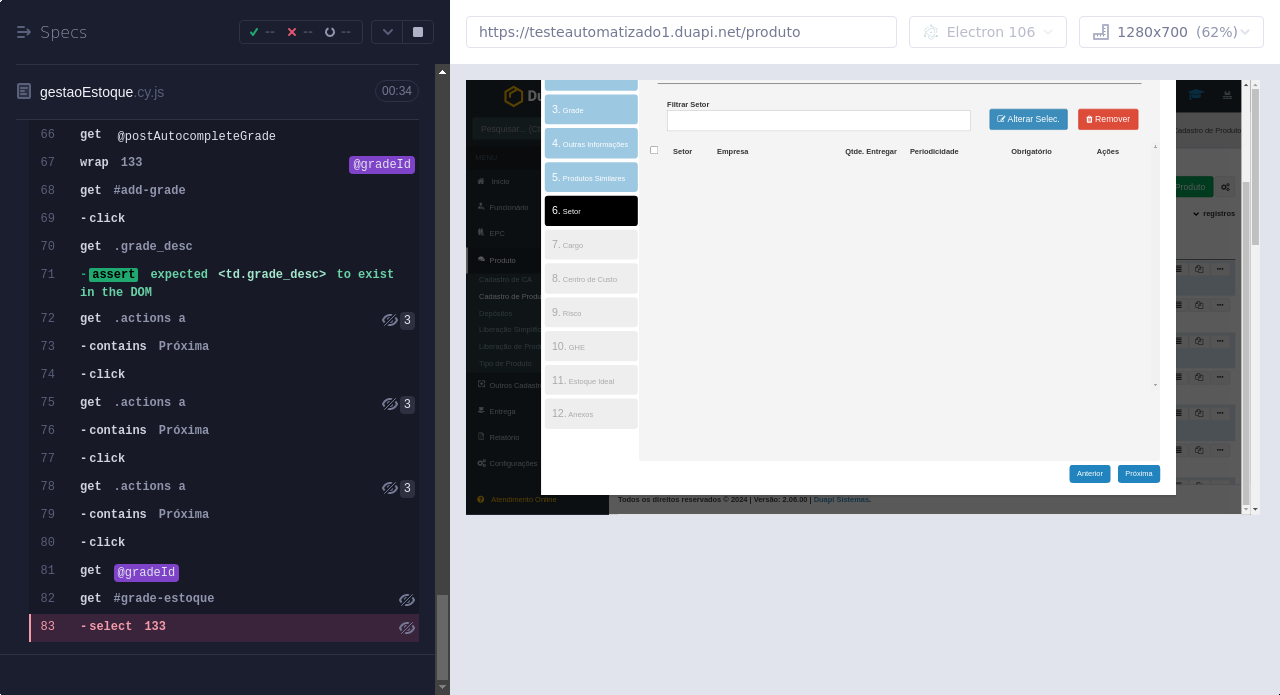 Specs
-- -- --
https://testeautomatizado1.duapi.net/produto
Electron 106
1280x700 (62%)
gestaoEstoque.cy.js
00:34
66 get @postAutocompleteGrade
67 wrap 133 @gradeId
68 get #add-grade
69 -click
70 get .grade_desc
71 -assert expected <td.grade_desc> to exist
in the DOM
72 get .actions a 3
73 -contains Próxima
74 -click
75 get .actions a 3
76 -contains Próxima
77 -click
78 get .actions a 3
79 -contains Próxima
80 -click
81 get @gradeId
82 get #grade-estoque
83 -select 133
Du
Pesquisar... (C
MENU
Início
Funcionário
EPC
Produto
Cadastro de CA
Cadastro de Produ
Depósitos
Liberação Simplifi
Tipo de Produto
Outros Cadastr
Entrega
Relatório
Configurações
Atendimento Online
3. Grade
4. Outras Informações
5. Produtos Similares
6. Setor
7. Cargo
8. Centro de Custo
9. Risco
10. GHE
11. Estoque Ideal
12. Anexos
Filtrar Setor
Alterar Selec.
Remover
Setor Empresa Qtde. Entregar Periodicidade Obrigatório Ações
Anterior
Próxima
Cadastro de Produto
Produto
registros
Todos os direitos reservados © 2024 | Versão: 2.06.00 | Duapi Sistemas.